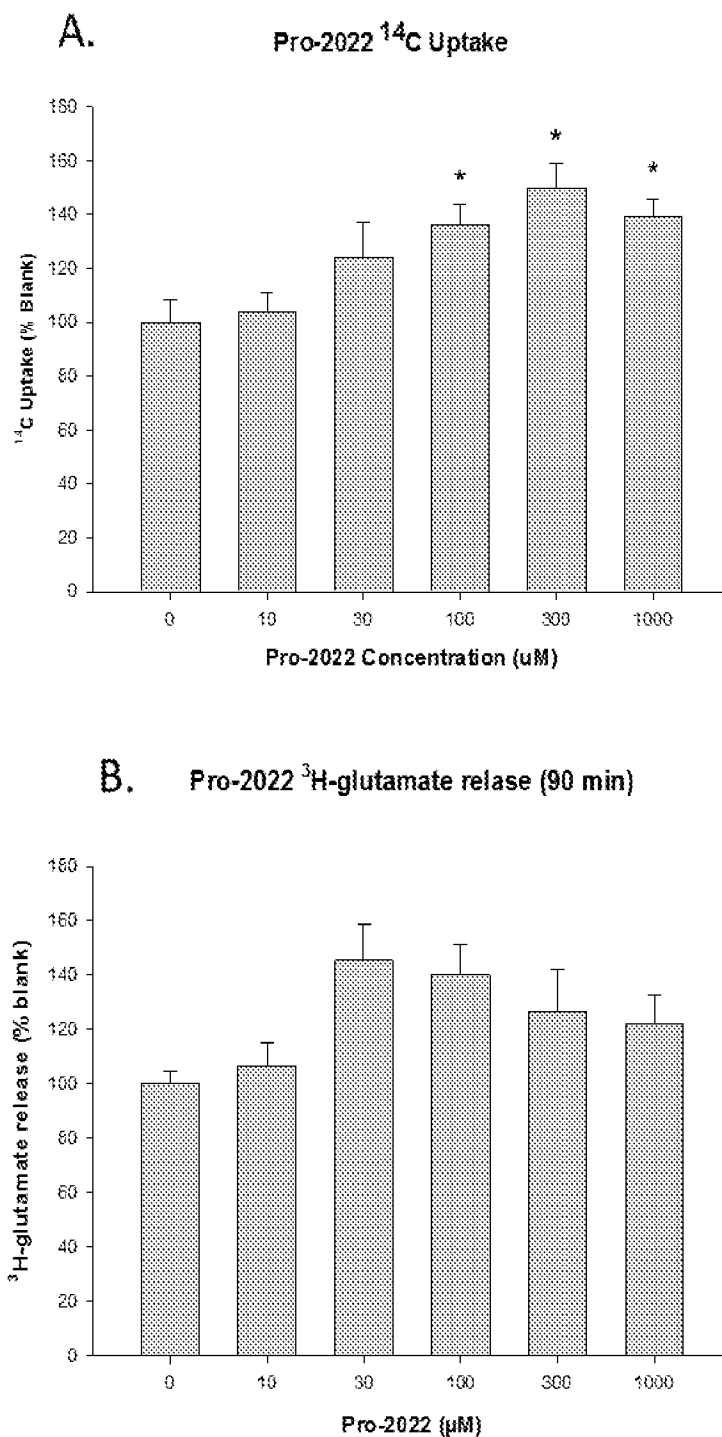 A.
Pro-2022 ¹⁴C Uptake
180
160
140
120
100
80
60
40
20
0
¹⁴C Uptake (% Blank)
*
*
*
0 10 30 100 300 1000
Pro-2022 Concentration (uM)
B.
Pro-2022 ³H-glutamate relase (90 min)
180
160
140
120
100
80
60
40
20
0
³H-glutamate release (% blank)
0 10 30 100 300 1000
Pro-2022 (µM)